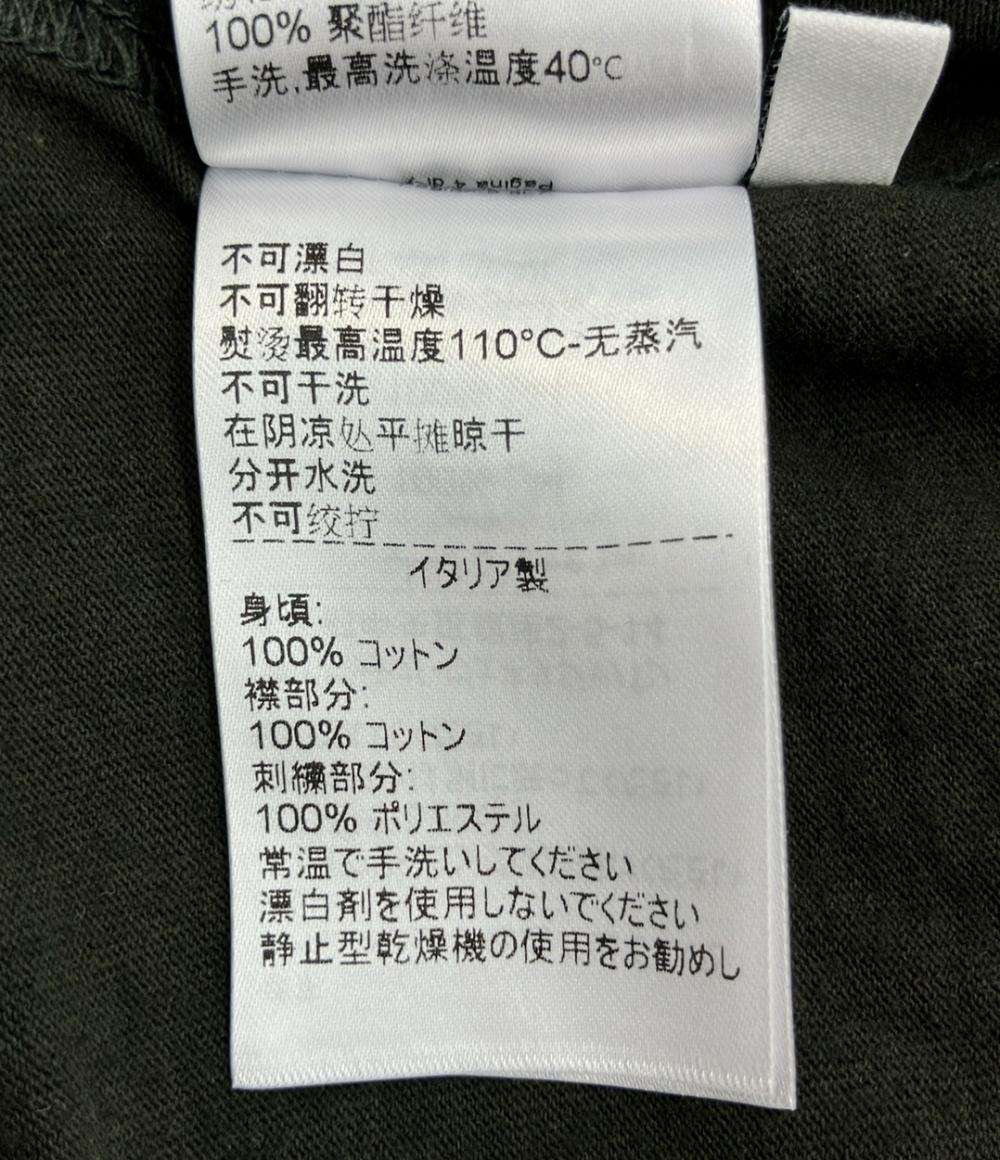 100% 聚酯纤维
手洗,最高洗涤温度40°C
不可漂白
不可翻转干燥
熨烫最高温度110°C-无蒸汽
不可干洗
在阴凉处平摊晾干
分开水洗
不可绞拧
イタリア製
身頃:
100% コットン
襟部分:
100% コットン
刺繍部分:
100% ポリエステル
常温で手洗いしてください
漂白剤を使用しないでください
静止型乾燥機の使用をお勧めし